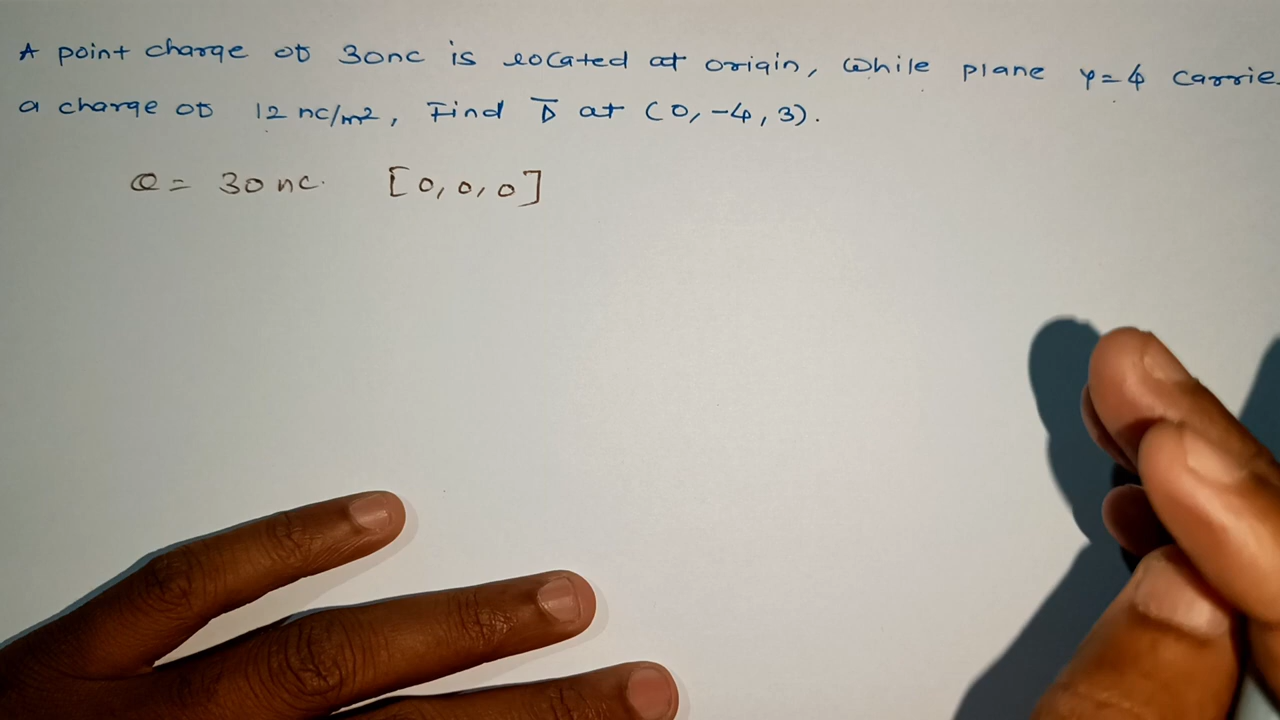 A point charge of 30nc is located at origin, while plane y=4 carrie
a charge of 12 nc/m², Find D̅ at (0, -4, 3).
Q = 30 nc. [0, 0, 0]